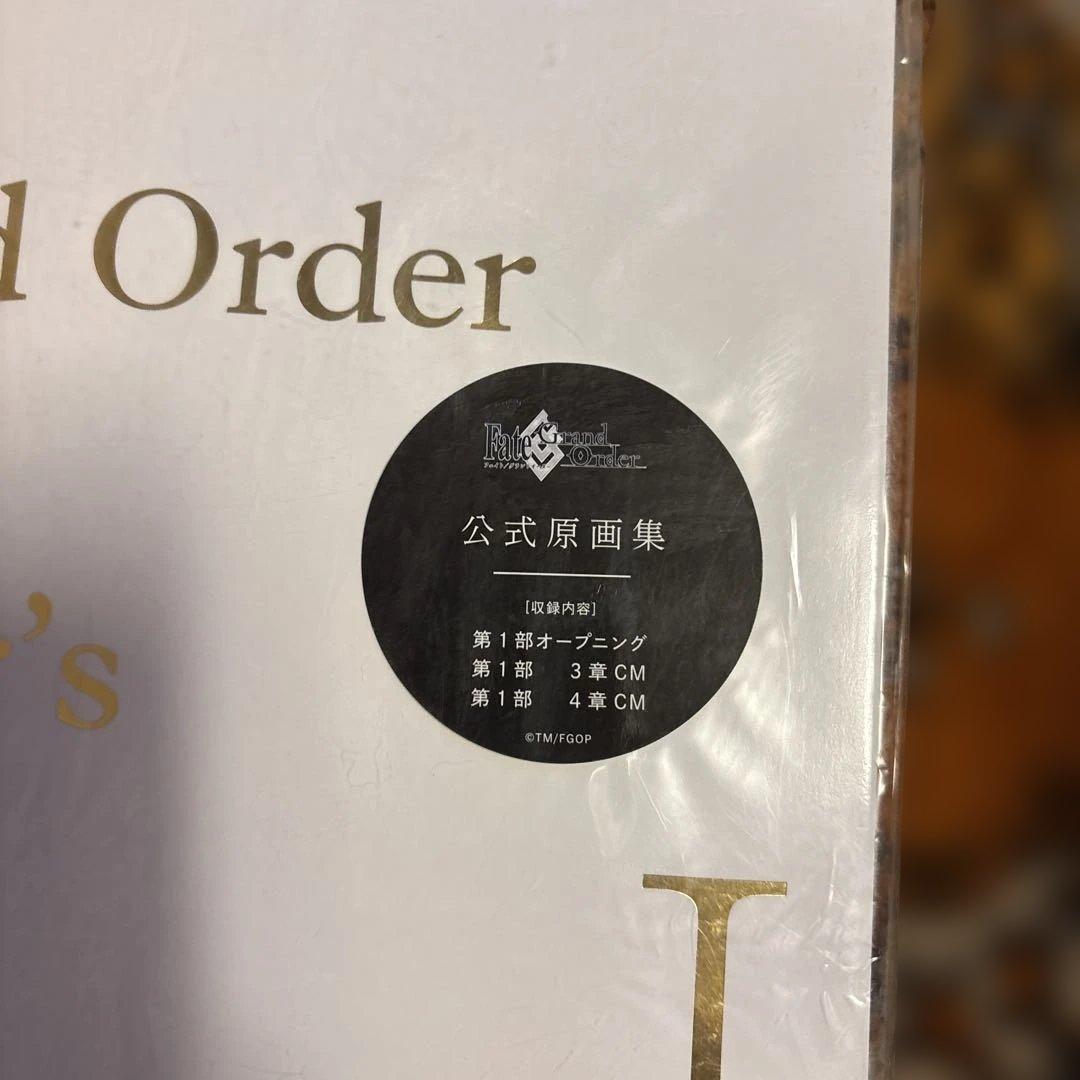 d Order
Fate/Grand Order
公式原画集
[収録内容]
第1部オープニング
第1部 3章CM
第1部 4章CM
©TM/FGOP
's
I